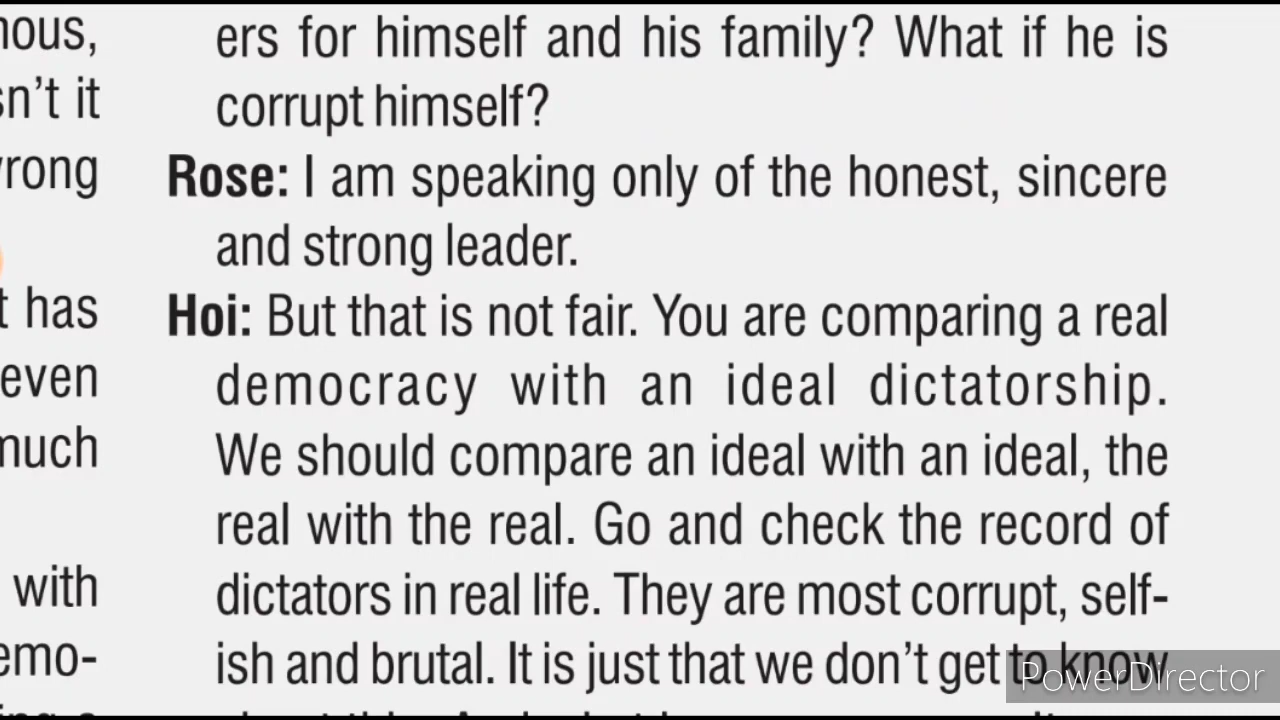 nous,
sn't it
wrong
t has
even
much
with
emo-
ers for himself and his family? What if he is
corrupt himself?
Rose: I am speaking only of the honest, sincere
and strong leader.
Hoi: But that is not fair. You are comparing a real
democracy with an ideal dictatorship.
We should compare an ideal with an ideal, the
real with the real. Go and check the record of
dictators in real life. They are most corrupt, self-
ish and brutal. It is just that we don't get to know
PowerDirector